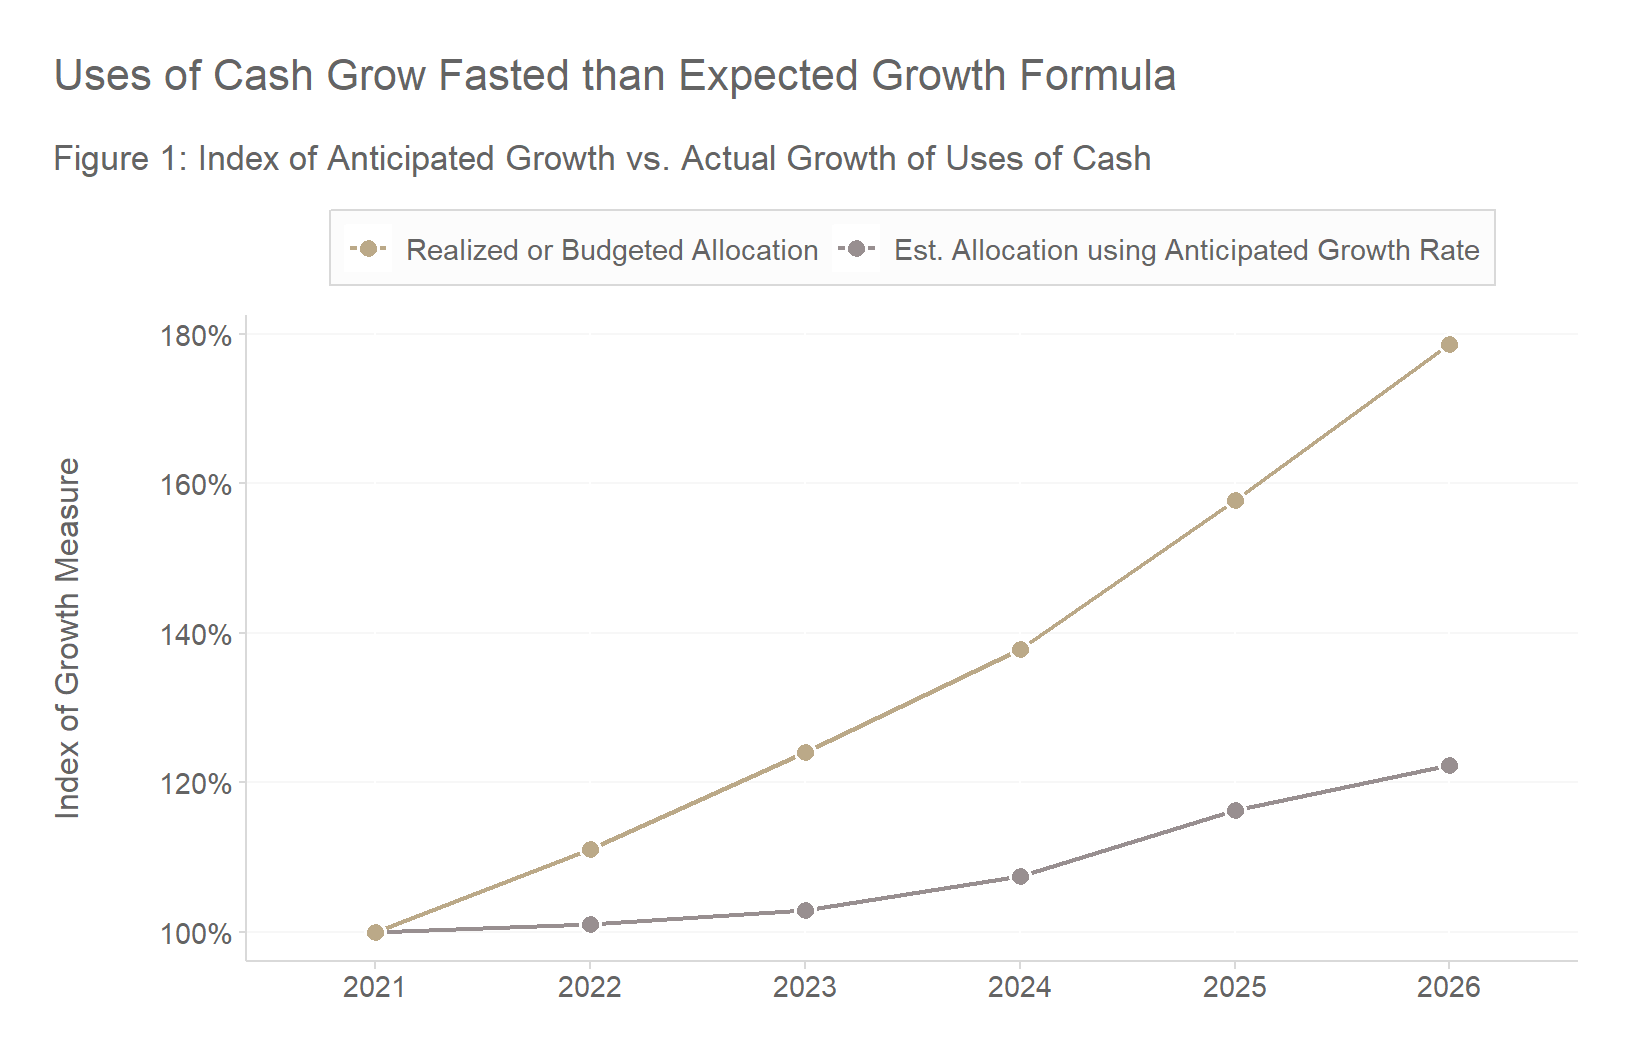 Uses of Cash Grow Fasted than Expected Growth Formula
Figure 1: Index of Anticipated Growth vs. Actual Growth of Uses of Cash
Realized or Budgeted Allocation
Est. Allocation using Anticipated Growth Rate
180%
160%
140%
120%
100%
Index of Growth Measure
2021
2022
2023
2024
2025
2026